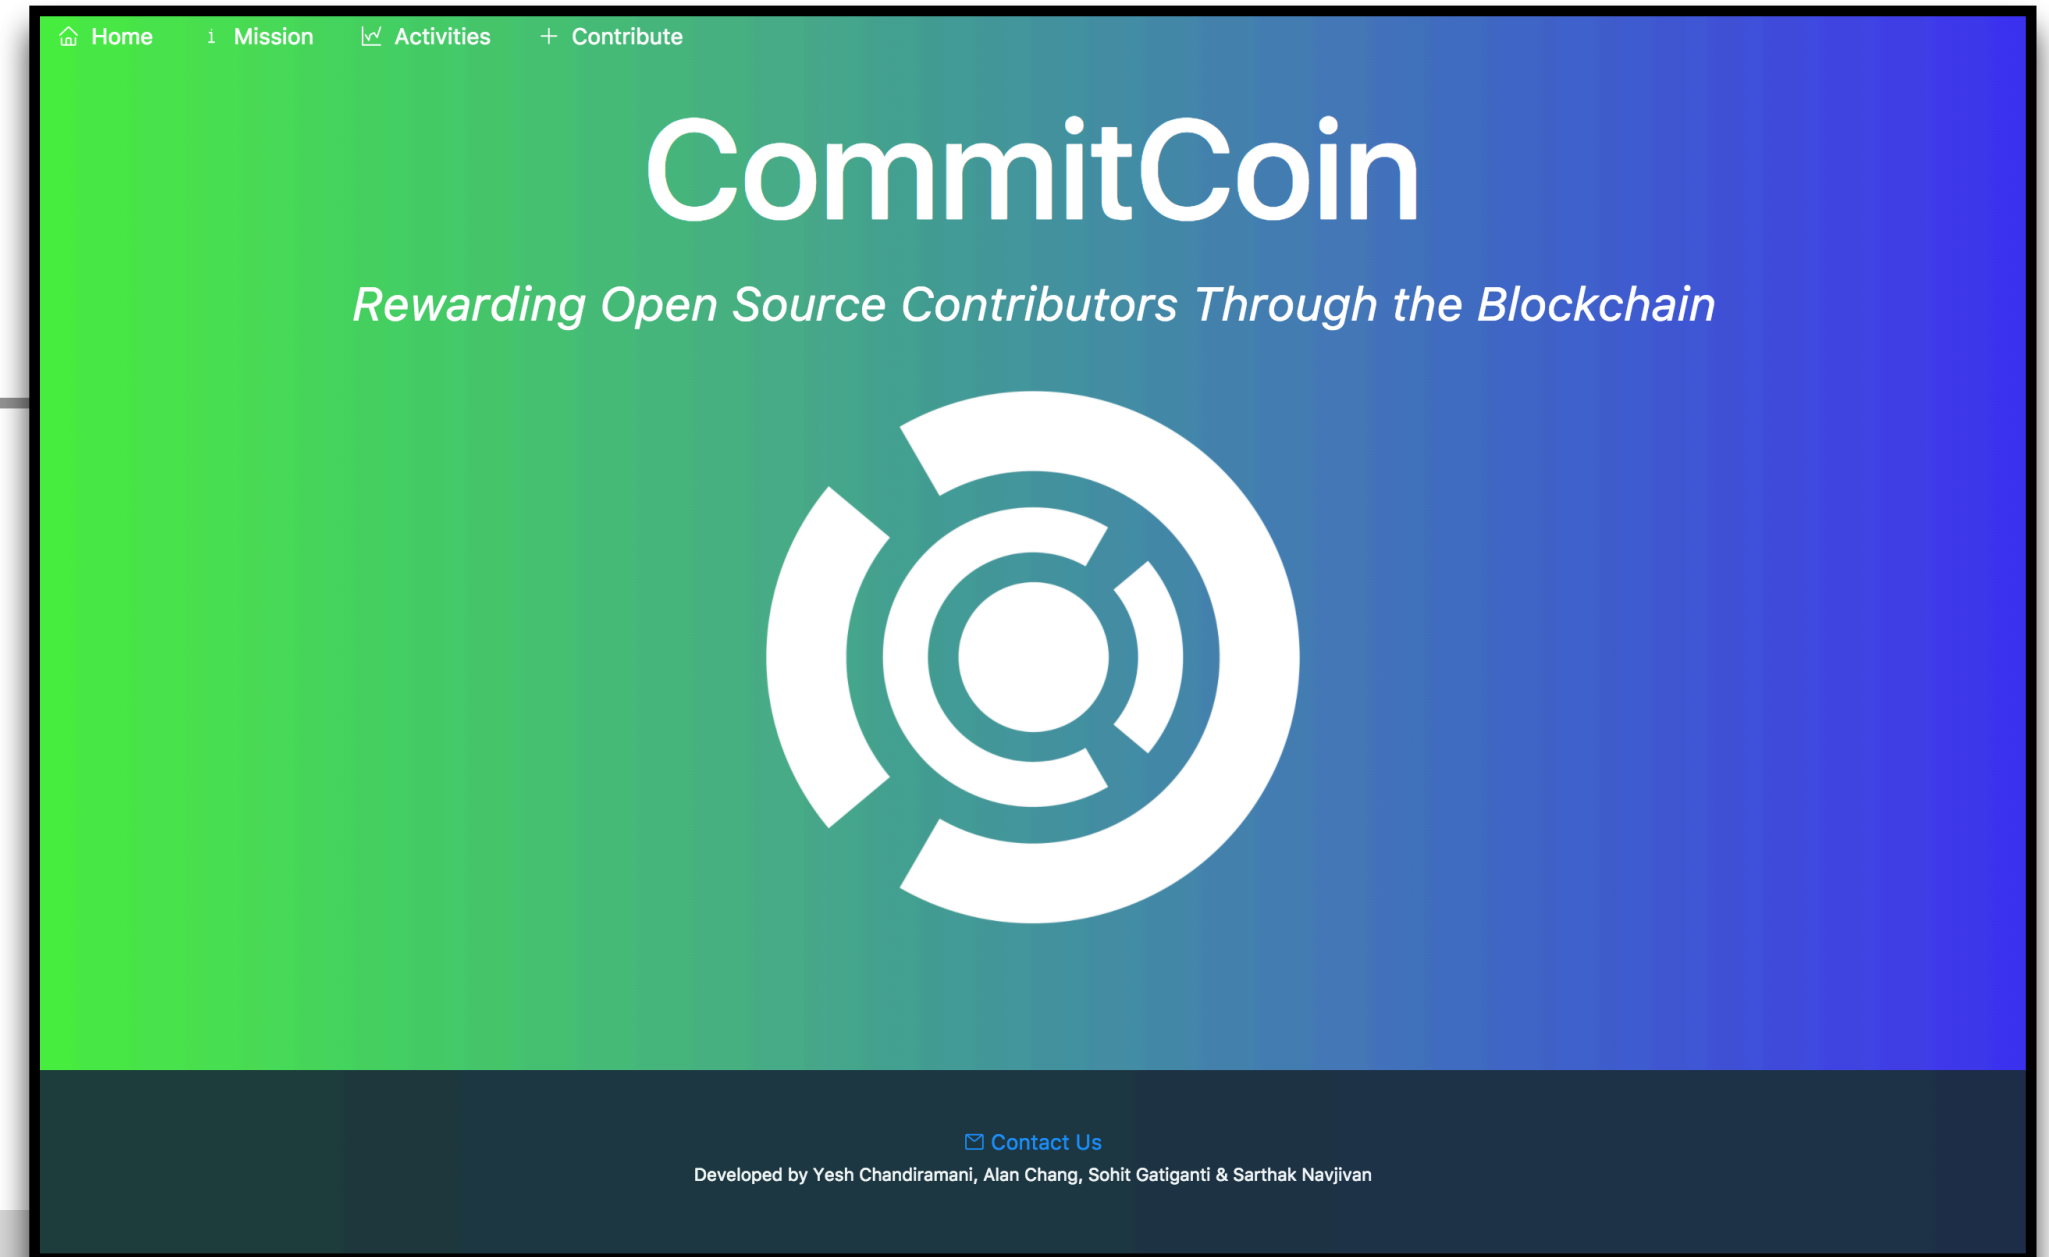 Home Mission Activities Contribute
CommitCoin
Rewarding Open Source Contributors Through the Blockchain
Contact Us
Developed by Yesh Chandiramani, Alan Chang, Sohit Gatiganti & Sarthak Navjivan